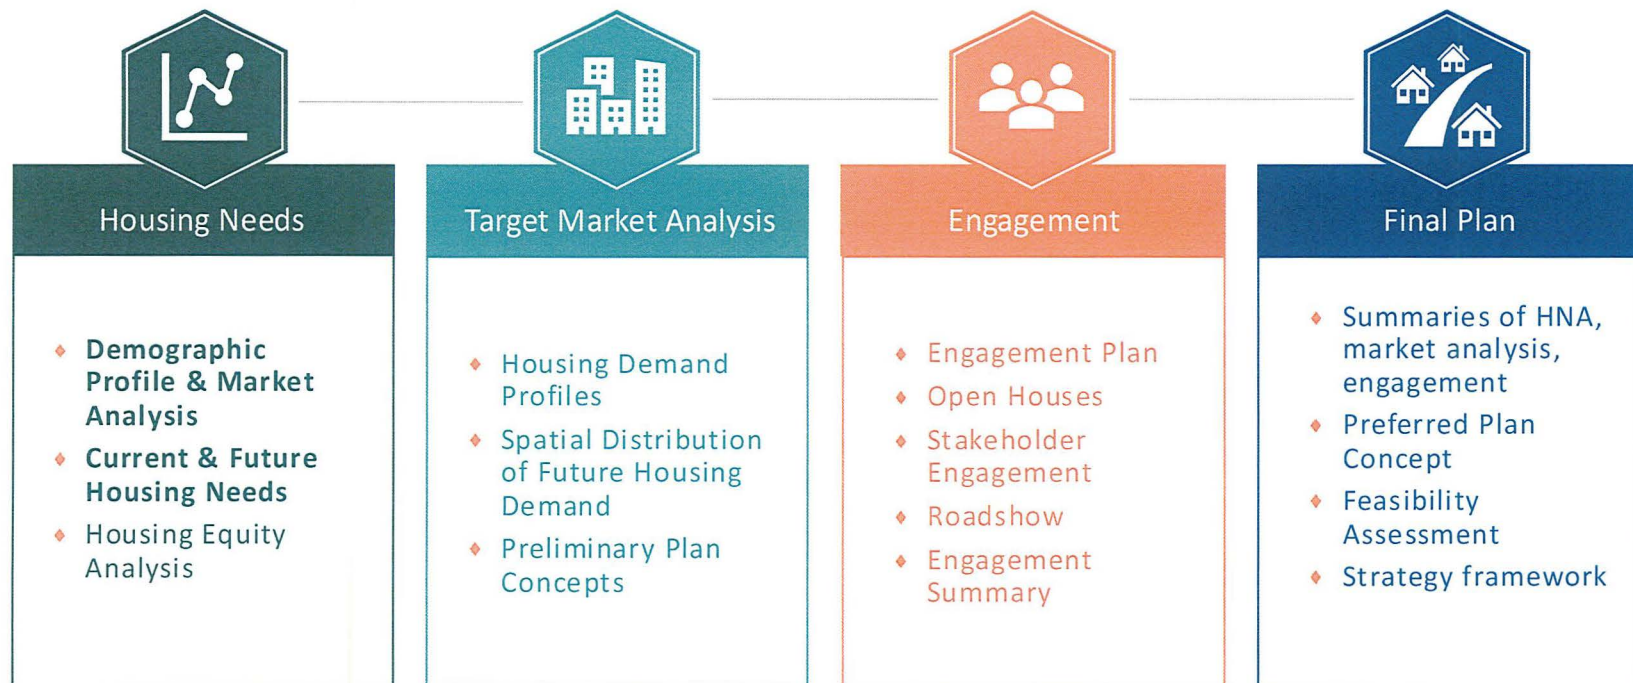 Housing Needs
Demographic
Profile & Market
Analysis
Current & Future
Housing Needs
Housing Equity
Analysis
Target Market Analysis
Housing Demand
Profiles
Spatial Distribution
of Future Housing
Demand
Preliminary Plan
Concepts
Engagement
Engagement Plan
Open Houses
Stakeholder
Engagement
Roadshow
Engagement
Summary
Final Plan
Summaries of HNA,
market analysis,
engagement
Preferred Plan
Concept
Feasibility
Assessment
Strategy framework